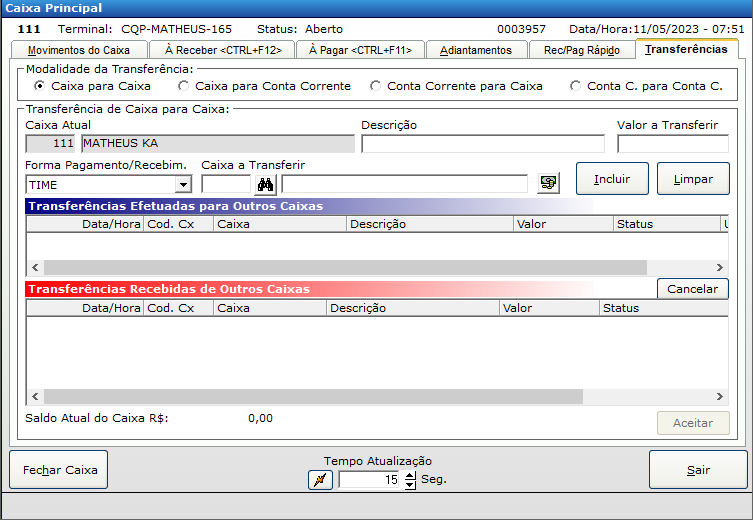 Caixa Principal
111 Terminal: CQP-MATHEUS-165 Status: Aberto 0003957 Data/Hora:11/05/2023 - 07:51
Movimentos do Caixa À Receber <CTRL+F12> À Pagar <CTRL+F11> Adiantamentos Rec/Pag Rápido Transferências
Modalidade da Transferência:
Caixa para Caixa Caixa para Conta Corrente Conta Corrente para Caixa Conta C. para Conta C.
Transferência de Caixa para Caixa:
Caixa Atual Descrição Valor a Transferir
111 MATHEUS KA
Forma Pagamento/Recebim. Caixa a Transferir
TIME Incluir Limpar
Transferências Efetuadas para Outros Caixas
Data/Hora Cod. Cx Caixa Descrição Valor Status
Transferências Recebidas de Outros Caixas Cancelar
Data/Hora Cod. Cx Caixa Descrição Valor Status
Saldo Atual do Caixa R$: 0,00 Aceitar
Fechar Caixa Tempo Atualização Sair
15 Seg.